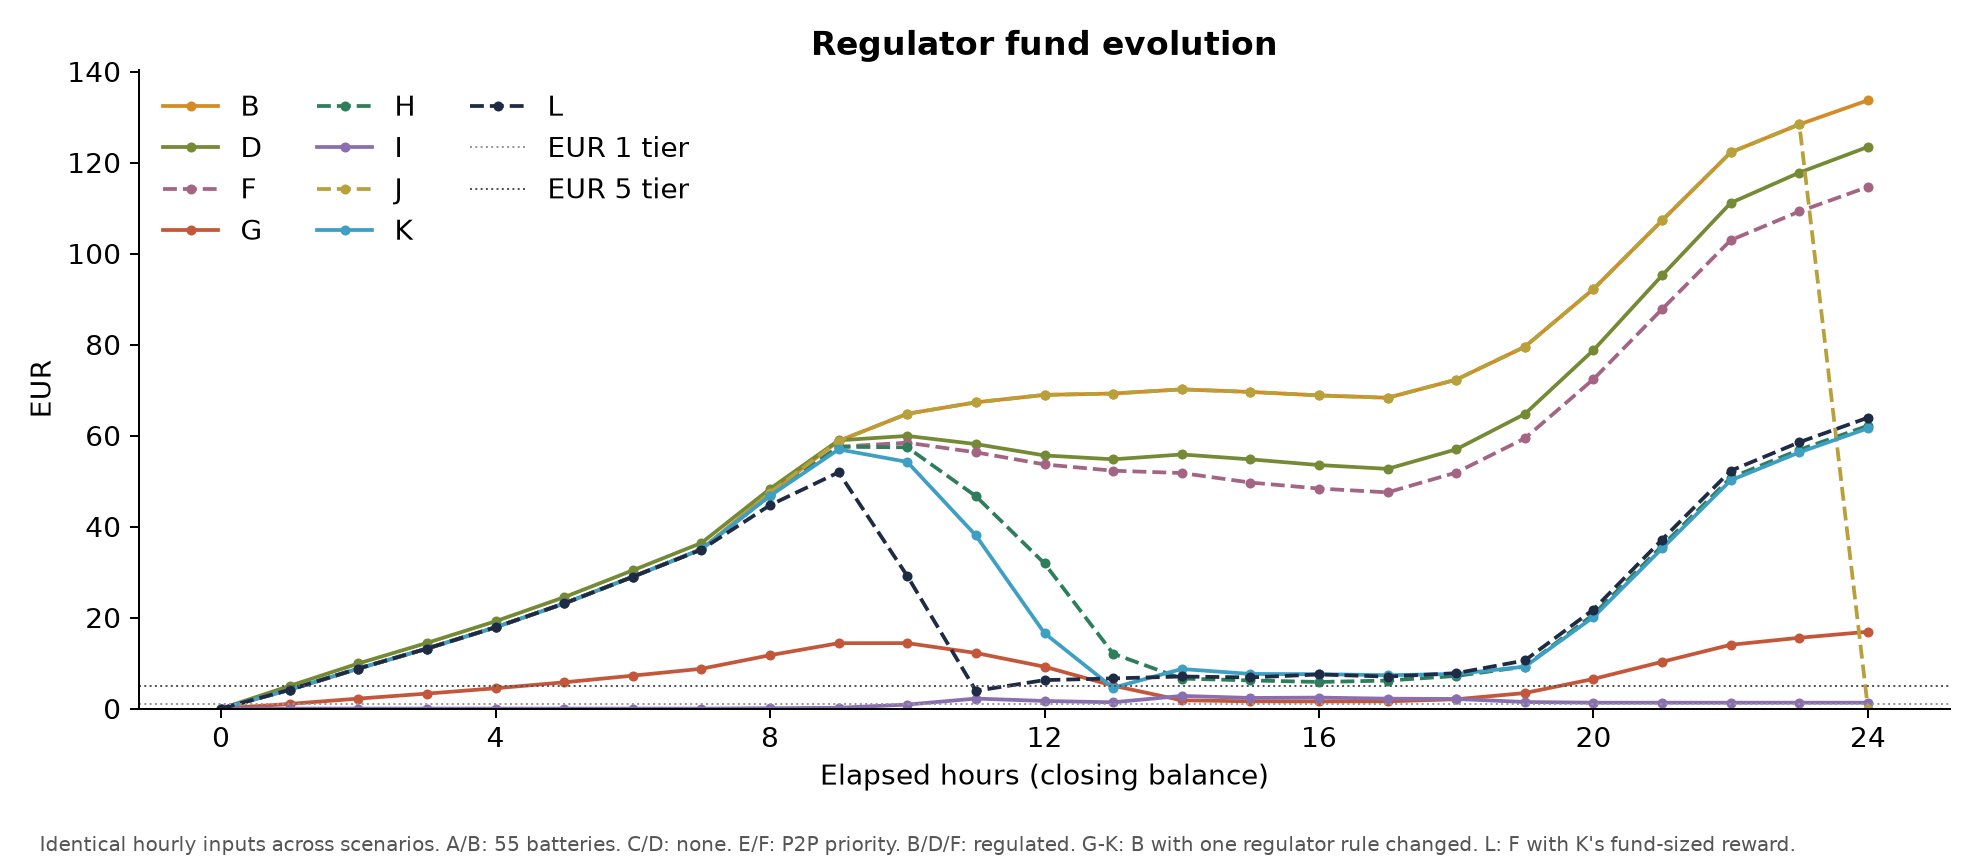 Regulator fund evolution
140
120
100
80
60
40
20
0
EUR
B
D
F
G
H
I
J
K
L
EUR 1 tier
EUR 5 tier
0
4
8
12
16
20
24
Elapsed hours (closing balance)
Identical hourly inputs across scenarios. A/B: 55 batteries. C/D: none. E/F: P2P priority. B/D/F: regulated. G-K: B with one regulator rule changed. L: F with K's fund-sized reward.